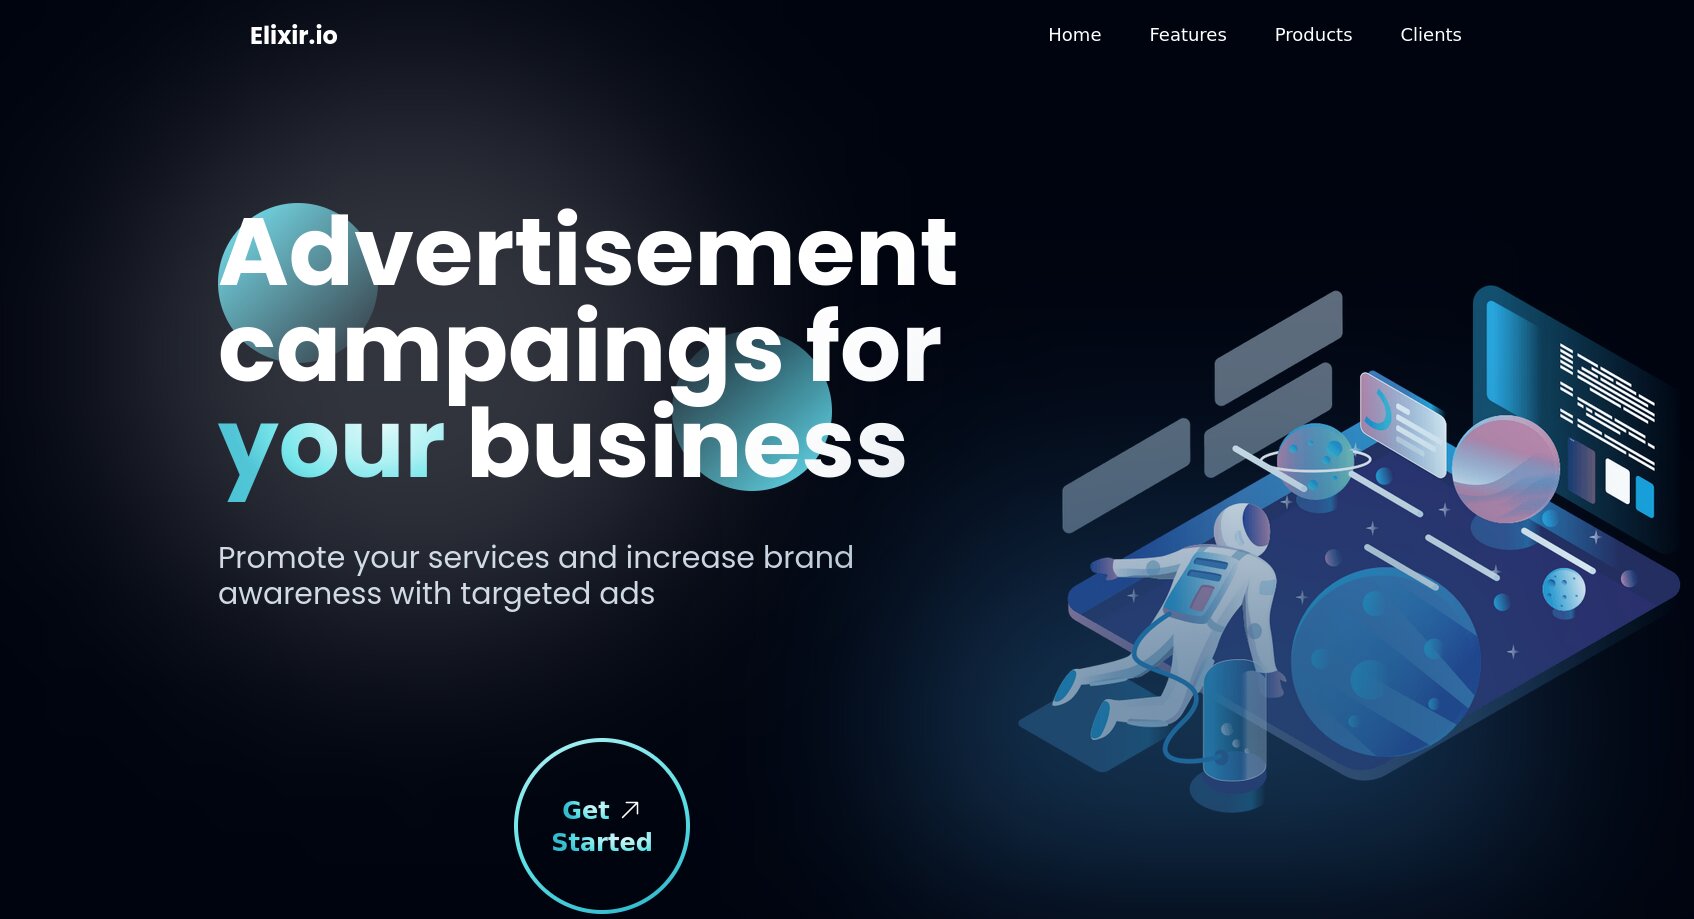 Elixir.io
Home Features Products Clients
Advertisement
campaings for
your business
Promote your services and increase brand
awareness with targeted ads
Get
Started